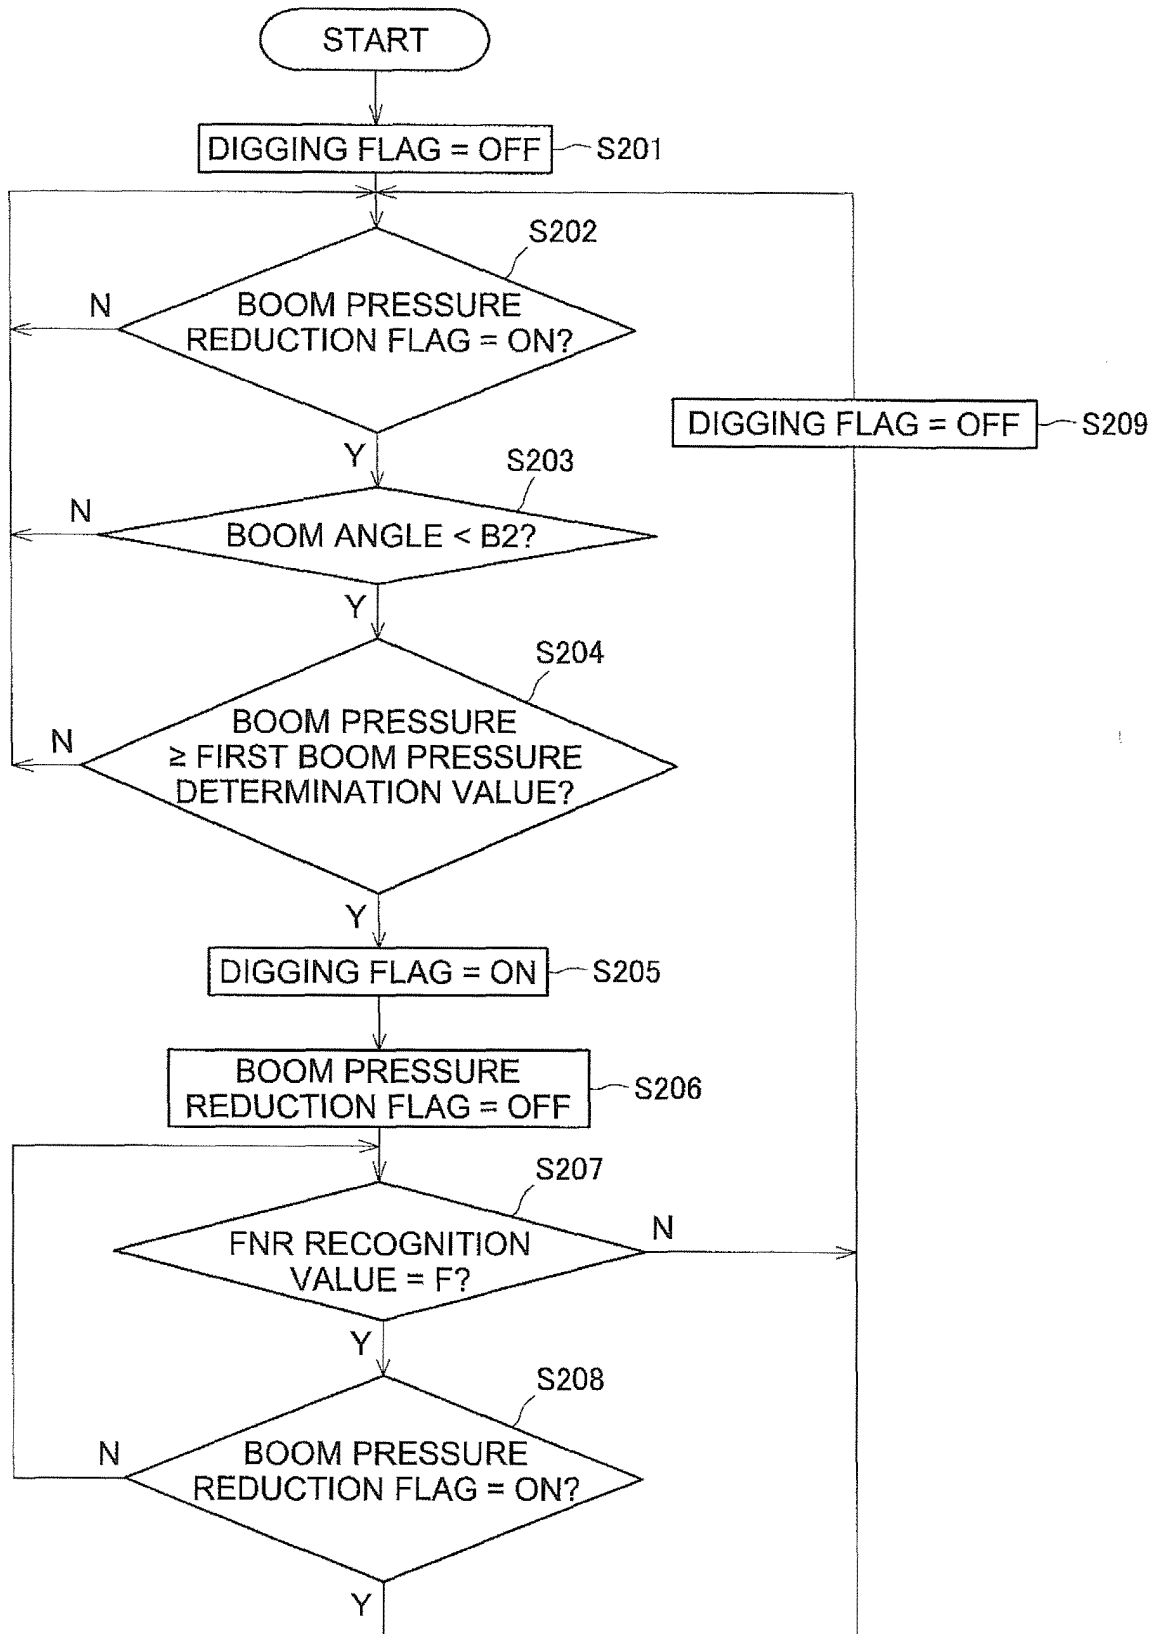 START
DIGGING FLAG = OFF
S201
S202
BOOM PRESSURE
REDUCTION FLAG = ON?
N
Y
DIGGING FLAG = OFF
S209
S203
BOOM ANGLE < B2?
N
Y
S204
BOOM PRESSURE
≥ FIRST BOOM PRESSURE
DETERMINATION VALUE?
N
Y
DIGGING FLAG = ON
S205
BOOM PRESSURE
REDUCTION FLAG = OFF
S206
S207
FNR RECOGNITION
VALUE = F?
N
Y
S208
BOOM PRESSURE
REDUCTION FLAG = ON?
N
Y